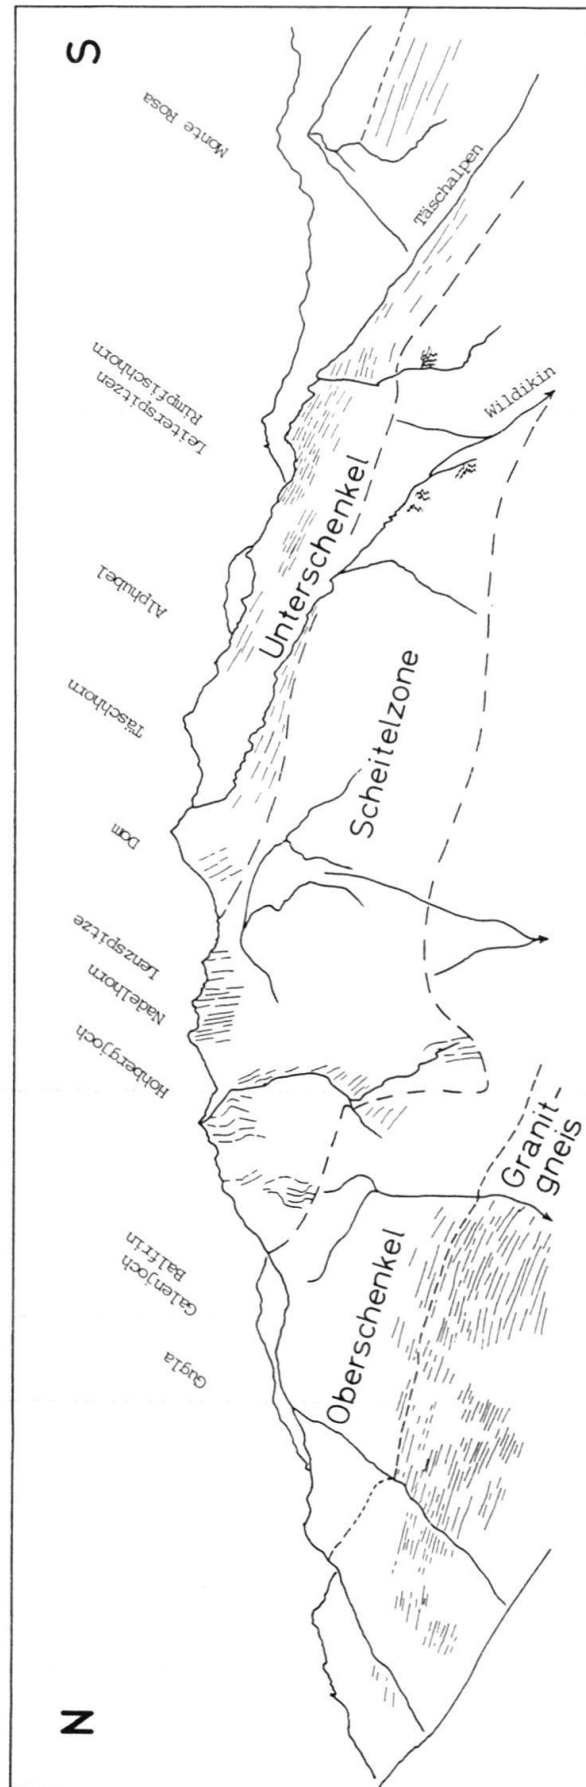 N
S
Gugla
Galenjoch
Balfrin
Hohbergjoch
Nadelhorn
Lenzspitze
Dom
Täschhorn
Alphubel
Leiterspitzen
Rimpfischhorn
Monte Rosa
Oberschenkel
Granit-
gneis
Scheitelzone
Unterschenkel
Wildikin
Täschalpen